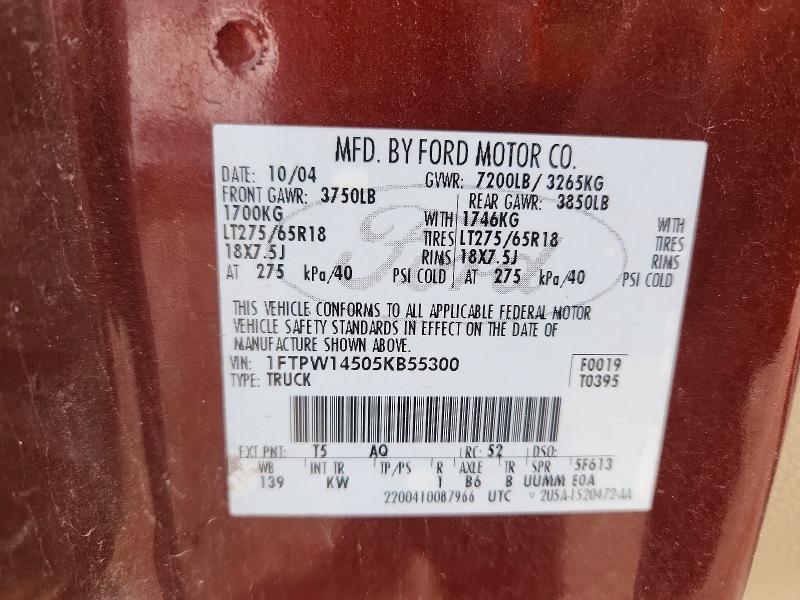 MFD. BY FORD MOTOR CO.
DATE: 10/04 GVWR: 7200LB/ 3265KG
FRONT GAWR: 3750LB REAR GAWR: 3850LB
1700KG WITH 1746KG WITH
LT275/65R18 TIRES LT275/65R18 TIRES
18X7.5J RIMS 18X7.5J RIMS
AT 275 kPa/40 PSI COLD AT 275 kPa/40 PSI COLD
Ford
THIS VEHICLE CONFORMS TO ALL APPLICABLE FEDERAL MOTOR
VEHICLE SAFETY STANDARDS IN EFFECT ON THE DATE OF
MANUFACTURE SHOWN ABOVE.
VIN: 1FTPW14505KB55300 F0019
TYPE: TRUCK T0395
EXT PNT: T5 AQ RC: 52 DSO:
WB INT TR TP/PS R AXLE TR SPR 5F613
139 KW 1 B6 B UUMM E0A
2200410087966 UTC 2U5A-1520472-AA